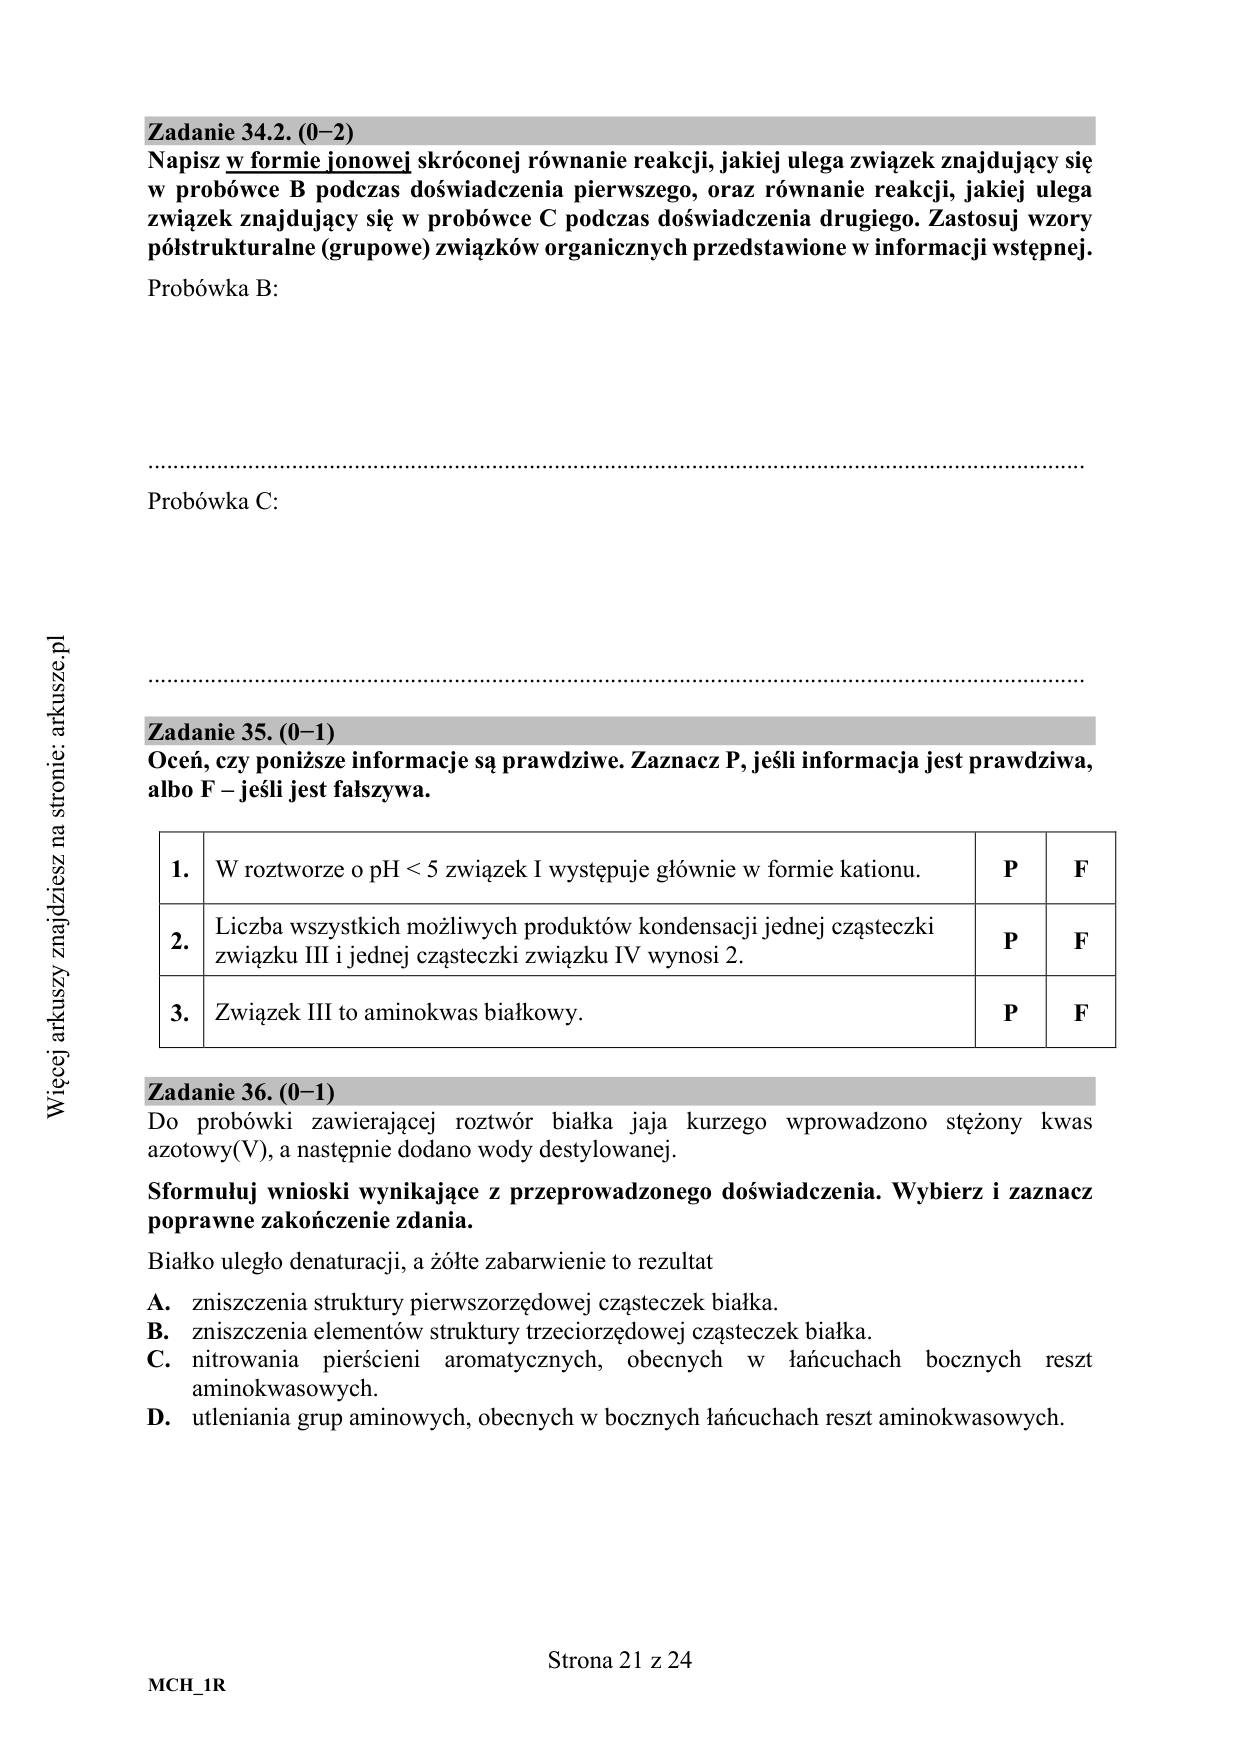 Zadanie 34.2. (0−2)
Napisz w formie jonowej skróconej równanie reakcji, jakiej ulega związek znajdujący się
w probówce B podczas doświadczenia pierwszego, oraz równanie reakcji, jakiej ulega
związek znajdujący się w probówce C podczas doświadczenia drugiego. Zastosuj wzory
półstrukturalne (grupowe) związków organicznych przedstawione w informacji wstępnej.
Probówka B:
......................................................................................................................................................
Probówka C:
......................................................................................................................................................
Zadanie 35. (0−1)
Oceń, czy poniższe informacje są prawdziwe. Zaznacz P, jeśli informacja jest prawdziwa,
albo F – jeśli jest fałszywa.
1. W roztworze o pH < 5 związek I występuje głównie w formie kationu. P F
Liczba wszystkich możliwych produktów kondensacji jednej cząsteczki
2. związku III i jednej cząsteczki związku IV wynosi 2. P F
3. Związek III to aminokwas białkowy. P F
Zadanie 36. (0−1)
Do probówki zawierającej roztwór białka jaja kurzego wprowadzono stężony kwas
azotowy(V), a następnie dodano wody destylowanej.
Sformułuj wnioski wynikające z przeprowadzonego doświadczenia. Wybierz i zaznacz
poprawne zakończenie zdania.
Białko uległo denaturacji, a żółte zabarwienie to rezultat
A. zniszczenia struktury pierwszorzędowej cząsteczek białka.
B. zniszczenia elementów struktury trzeciorzędowej cząsteczek białka.
C. nitrowania pierścieni aromatycznych, obecnych w łańcuchach bocznych reszt
aminokwasowych.
D. utleniania grup aminowych, obecnych w bocznych łańcuchach reszt aminokwasowych.
Strona 21 z 24
MCH_1R
Więcej arkuszy znajdziesz na stronie: arkusze.pl